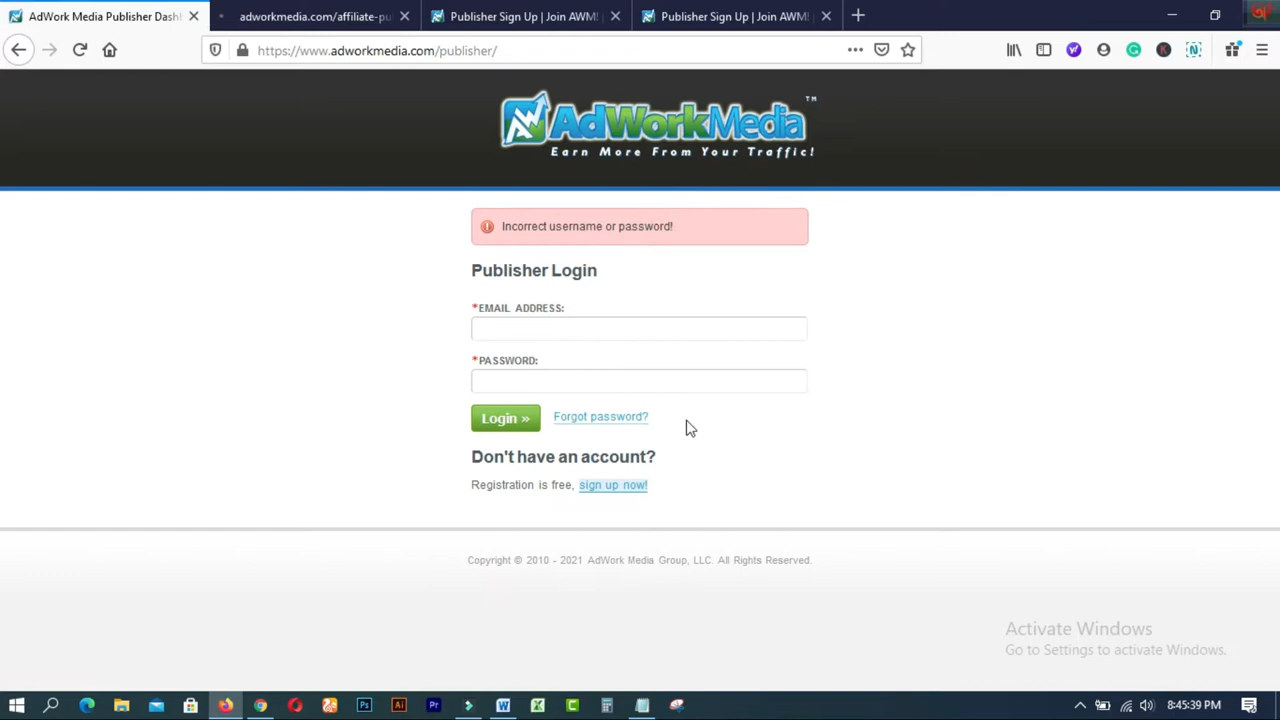 AdWork Media Publisher Dashb
adworkmedia.com/affiliate-pu
Publisher Sign Up | Join AWM!
Publisher Sign Up | Join AWM!
https://www.adworkmedia.com/publisher/
AdWorkMedia™
Earn More From Your Traffic!
Incorrect username or password!
Publisher Login
*EMAIL ADDRESS:
*PASSWORD:
Login » Forgot password?
Don't have an account?
Registration is free, sign up now!
Copyright © 2010 - 2021 AdWork Media Group, LLC. All Rights Reserved.
Activate Windows
Go to Settings to activate Windows.
8:45:39 PM